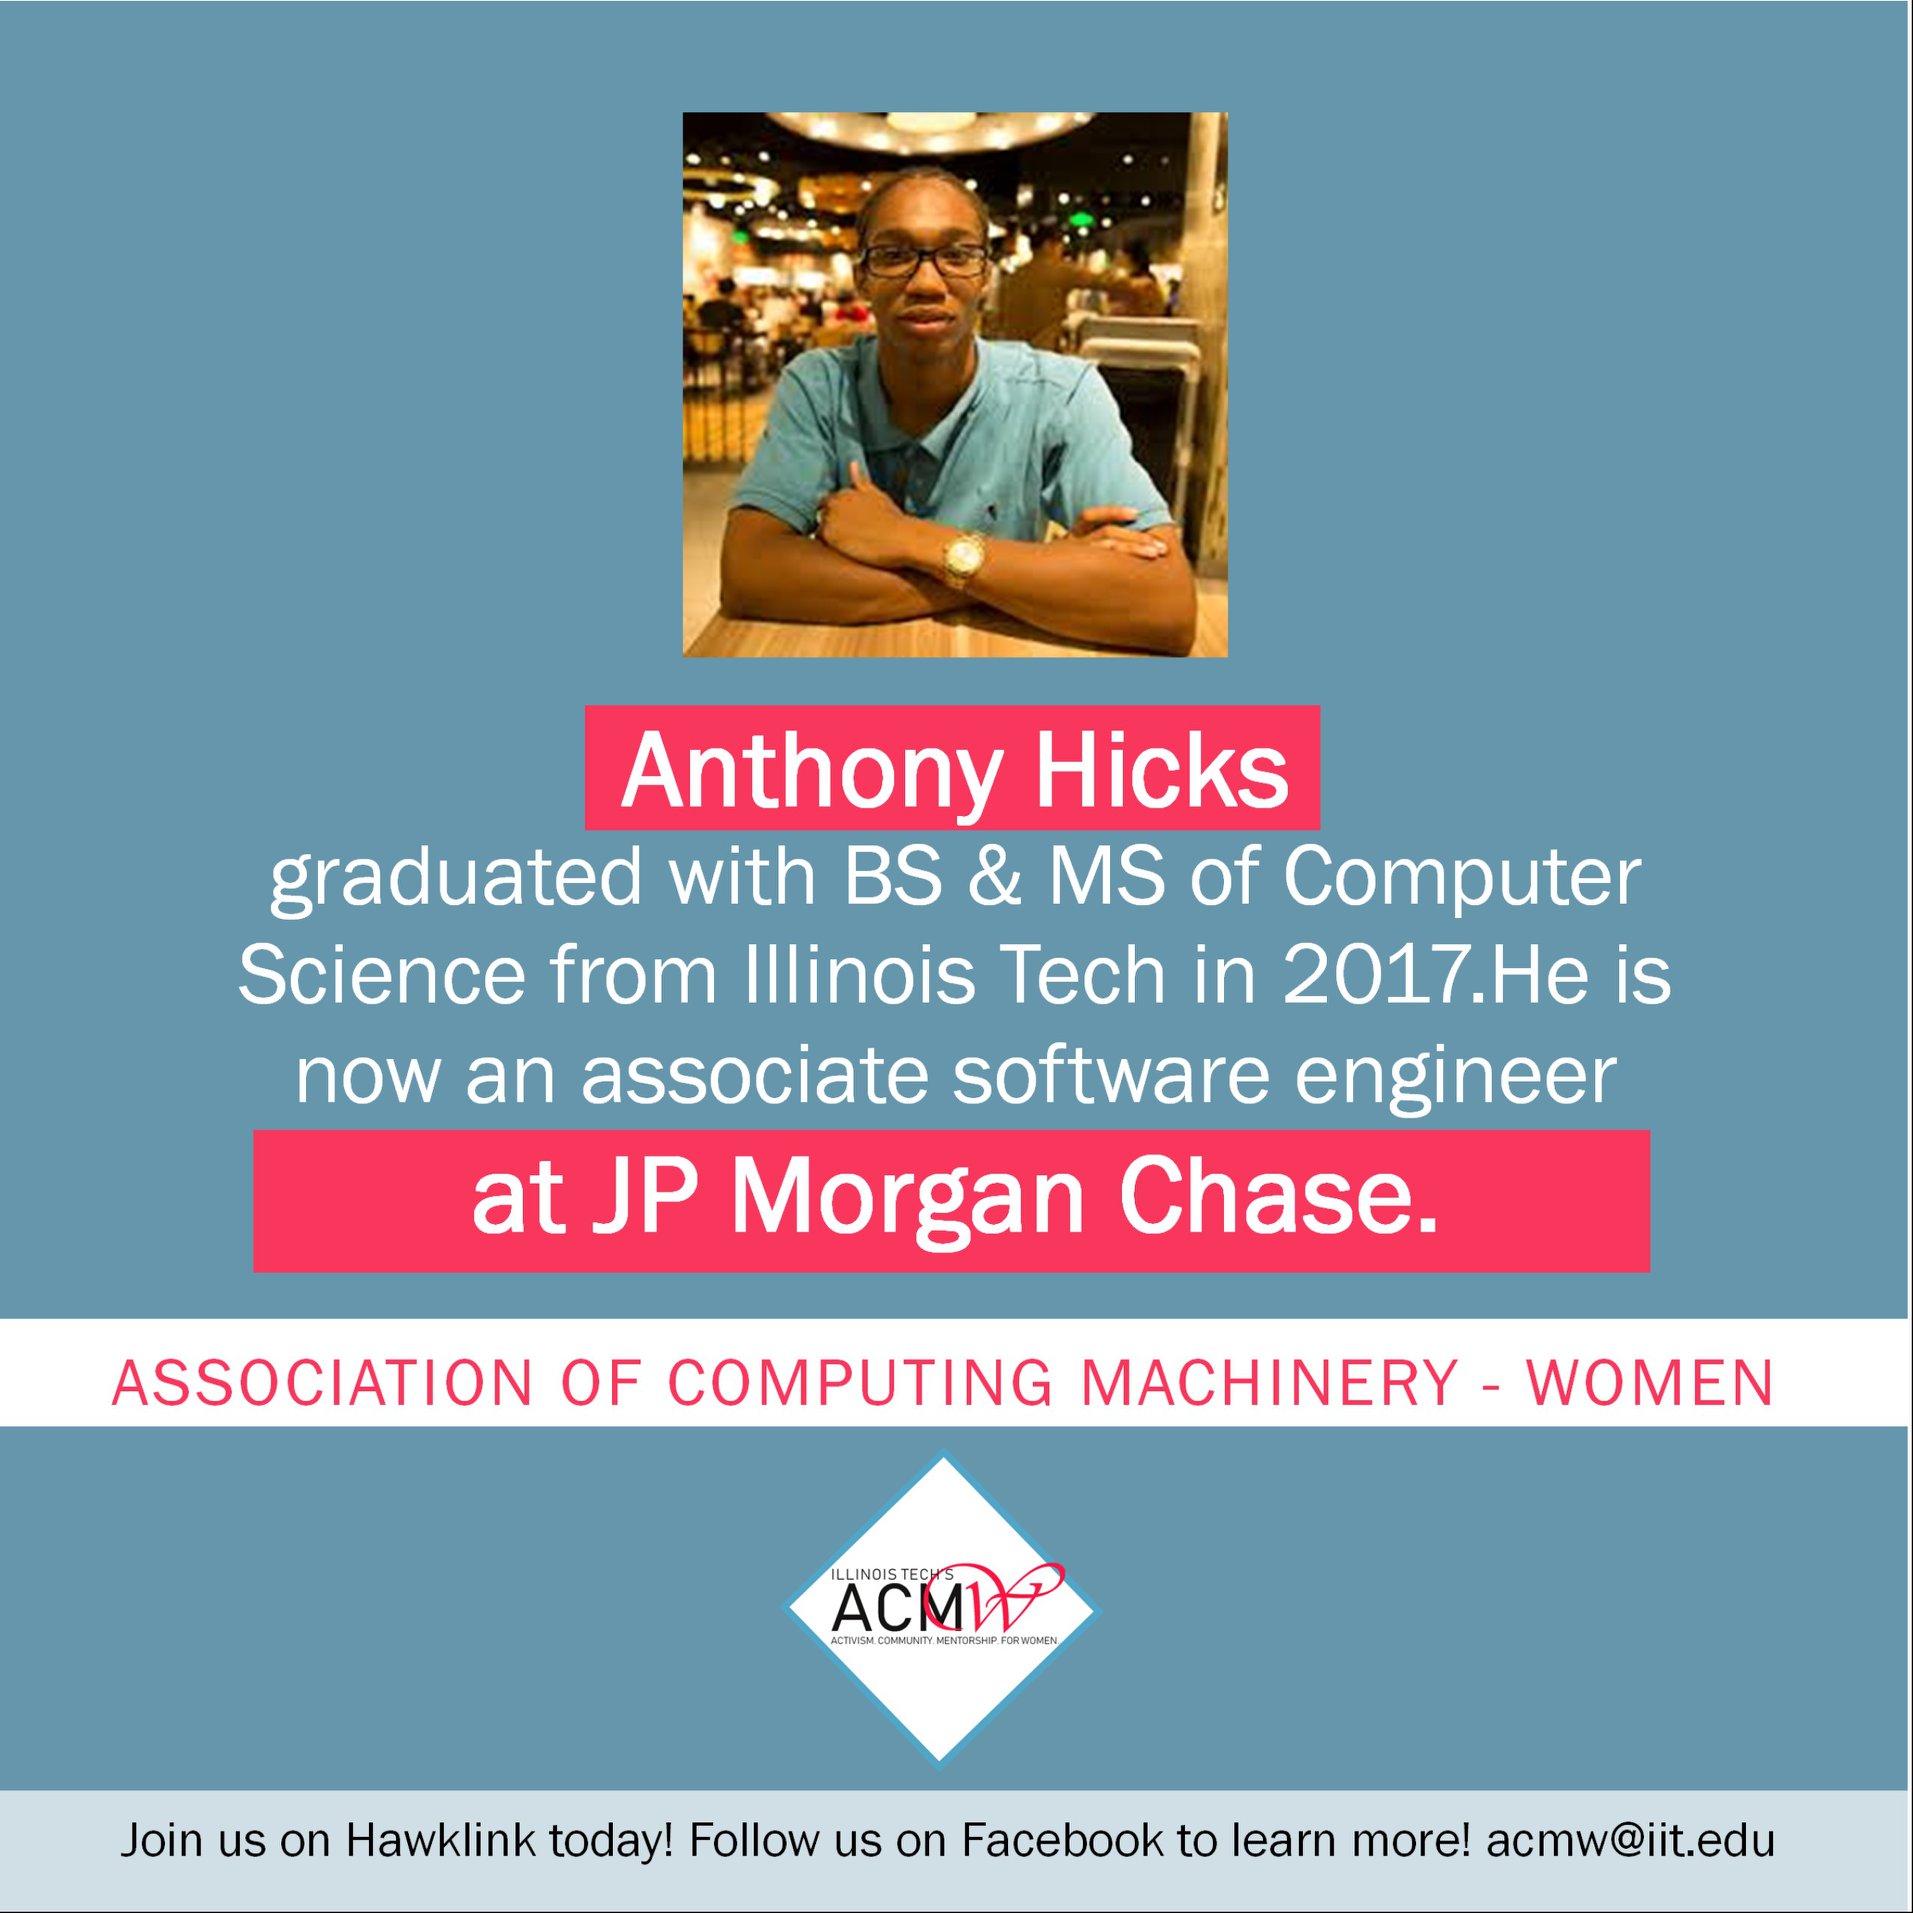 Anthony Hicks
graduated with BS & MS of Computer
Science from Illinois Tech in 2017.He is
now an associate software engineer
at JP Morgan Chase.
ASSOCIATION OF COMPUTING MACHINERY - WOMEN
ILLINOIS TECH'S
ACMW
ACTIVISM. COMMUNITY. MENTORSHIP. FOR WOMEN.
Join us on Hawklink today! Follow us on Facebook to learn more! acmw@iit.edu